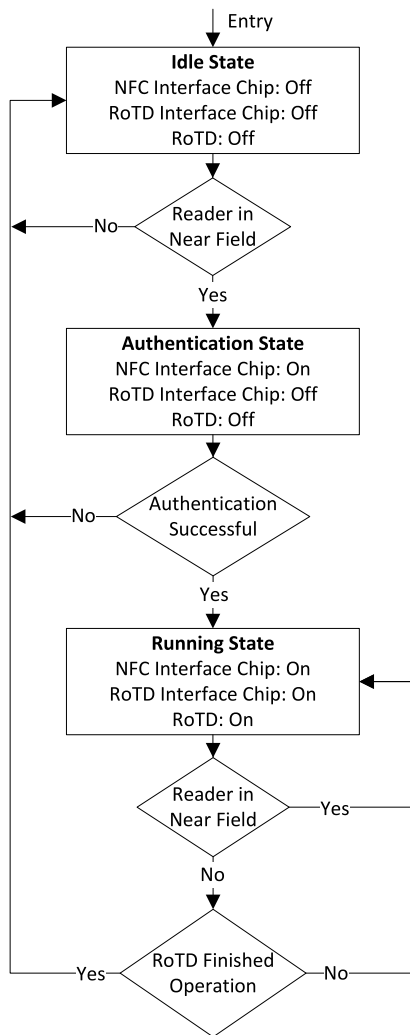 Entry
Idle State
NFC Interface Chip: Off
RoTD Interface Chip: Off
RoTD: Off
Reader in
Near Field
No
Yes
Authentication State
NFC Interface Chip: On
RoTD Interface Chip: Off
RoTD: Off
Authentication
Successful
No
Yes
Running State
NFC Interface Chip: On
RoTD Interface Chip: On
RoTD: On
Reader in
Near Field
Yes
No
RoTD Finished
Operation
Yes
No